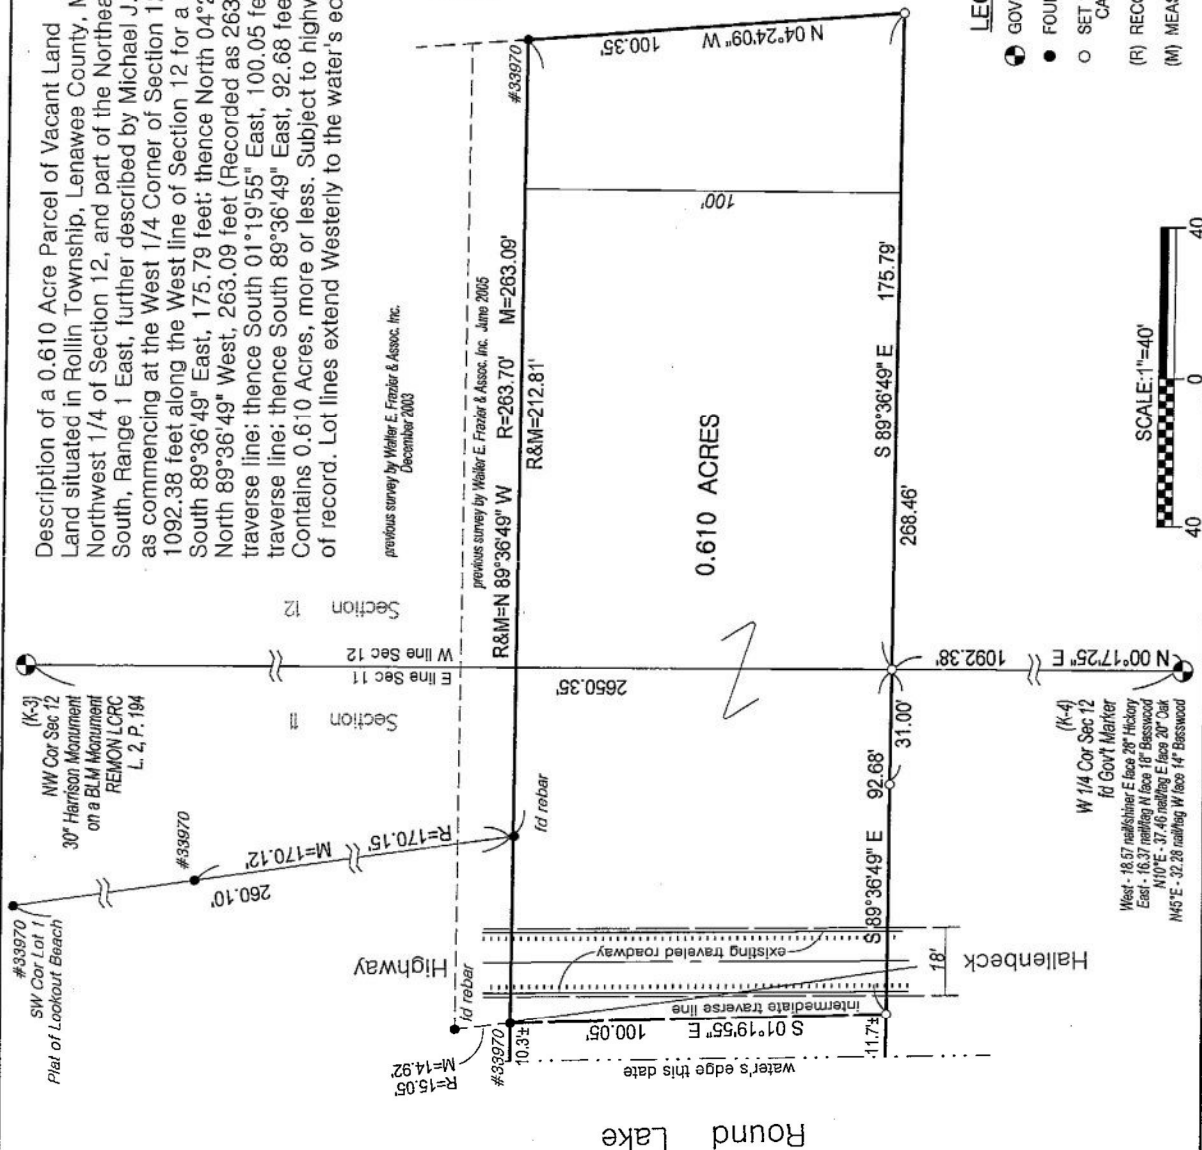 Description of a 0.610 Acre Parcel of Vacant Land
Land situated in Rollin Township, Lenawee County, M
Northwest 1/4 of Section 12, and part of the Northea
South, Range 1 East, further described by Michael J.
as commencing at the West 1/4 Corner of Section 12
1092.38 feet along the West line of Section 12 for a
South 89°36'49" East, 175.79 feet; thence North 04°2
North 89°36'49" West, 263.09 feet (Recorded as 263
traverse line; thence South 01°19'55" East, 100.05 fe
traverse line; thence South 89°36'49" East, 92.68 fee
Contains 0.610 Acres, more or less. Subject to highw
of record. Lot lines extend Westerly to the water's ed
previous survey by Walter E. Frazier & Assoc. Inc.
December 2003
previous survey by Walter E. Frazier & Assoc. Inc. June 2005
R&M=N 89°36'49" W R=263.70' M=263.09'
R&M=212.81'
#33970
100.35'
N 04°24'09" W
100'
0.610 ACRES
S 89°36'49" E 175.79'
268.46'
Section 12
W line Sec 12
E line Sec 11
Section 11
2650.35'
1092.38'
N 00°17'25" E
(K-3)
NW Cor Sec 12
30" Harrison Monument
on a BLM Monument
REMON LCRC
L. 2, P. 194
#33970
SW Cor Lot 1
Plat of Lookout Beach
#33970
260.10'
M=170.12'
R=170.15'
fd rebar
fd rebar
R=15.05'
M=14.92'
#33970
10.3'±
Highway
existing traveled roadway
intermediate traverse line
S 01°19'55" E 100.05'
water's edge this date
11.7'±
18'
Hallenbeck
S 89°36'49" E 92.68'
31.00'
(K-4)
W 1/4 Cor Sec 12
fd Gov't Marker
West - 18.57 nail/shiner E face 28" Hickory
East - 16.37 nail/tag N face 18" Basswood
N10°E - 37.46 nail/tag E face 20" Oak
N45°E - 32.28 nail/tag W face 14" Basswood
Round Lake
SCALE:1"=40'
40 0 40
LEG
GOV
FOUN
SET
CA
(R) RECO
(M) MEAS